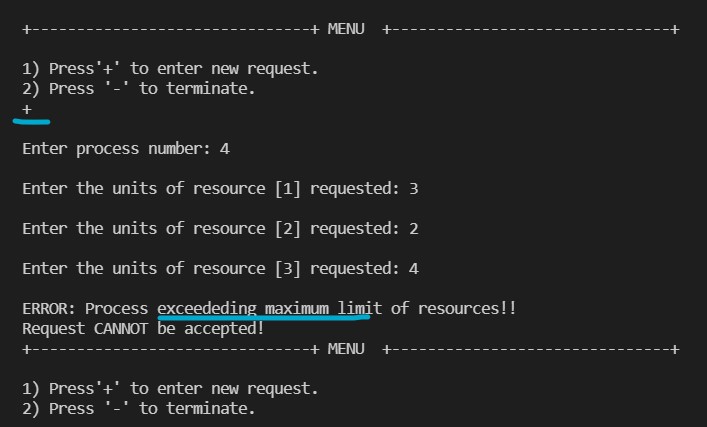 +-------------------------------+ MENU +-------------------------------+
1) Press'+' to enter new request.
2) Press '-' to terminate.
+
Enter process number: 4
Enter the units of resource [1] requested: 3
Enter the units of resource [2] requested: 2
Enter the units of resource [3] requested: 4
ERROR: Process exceededing maximum limit of resources!!
Request CANNOT be accepted!
+-------------------------------+ MENU +-------------------------------+
1) Press'+' to enter new request.
2) Press '-' to terminate.